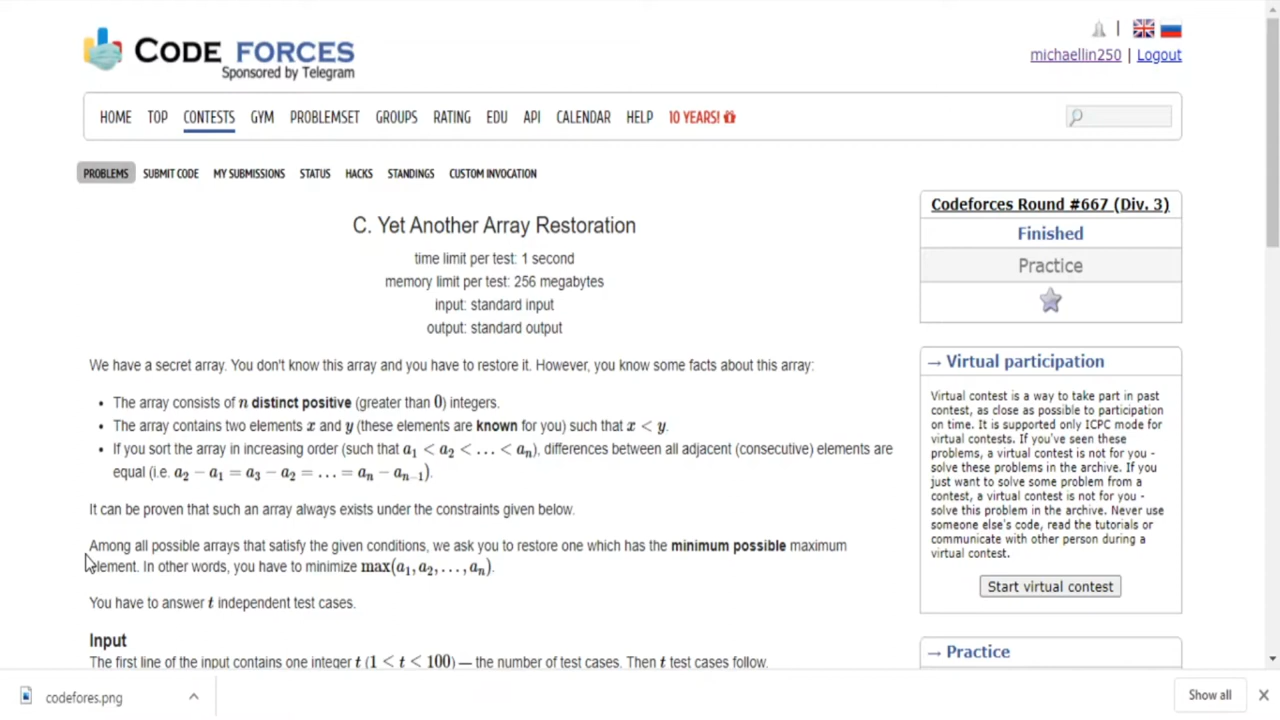 CODE FORCES
Sponsored by Telegram
michaellin250 | Logout
HOME TOP CONTESTS GYM PROBLEMSET GROUPS RATING EDU API CALENDAR HELP 10 YEARS!
PROBLEMS SUBMIT CODE MY SUBMISSIONS STATUS HACKS STANDINGS CUSTOM INVOCATION
C. Yet Another Array Restoration
time limit per test: 1 second
memory limit per test: 256 megabytes
input: standard input
output: standard output
We have a secret array. You don't know this array and you have to restore it. However, you know some facts about this array:
• The array consists of n distinct positive (greater than 0) integers.
• The array contains two elements x and y (these elements are known for you) such that x < y.
• If you sort the array in increasing order (such that a₁ < a₂ < … < aₙ), differences between all adjacent (consecutive) elements are
equal (i.e. a₂ − a₁ = a₃ − a₂ = … = aₙ − aₙ₋₁).
It can be proven that such an array always exists under the constraints given below.
Among all possible arrays that satisfy the given conditions, we ask you to restore one which has the minimum possible maximum
element. In other words, you have to minimize max(a₁, a₂, …, aₙ).
You have to answer t independent test cases.
Input
The first line of the input contains one integer t (1 < t < 100) — the number of test cases. Then t test cases follow.
Codeforces Round #667 (Div. 3)
Finished
Practice
→ Virtual participation
Virtual contest is a way to take part in past
contest, as close as possible to participation
on time. It is supported only ICPC mode for
virtual contests. If you've seen these
problems, a virtual contest is not for you -
solve these problems in the archive. If you
just want to solve some problem from a
contest, a virtual contest is not for you -
solve this problem in the archive. Never use
someone else's code, read the tutorials or
communicate with other person during a
virtual contest.
Start virtual contest
→ Practice
codefores.png
Show all